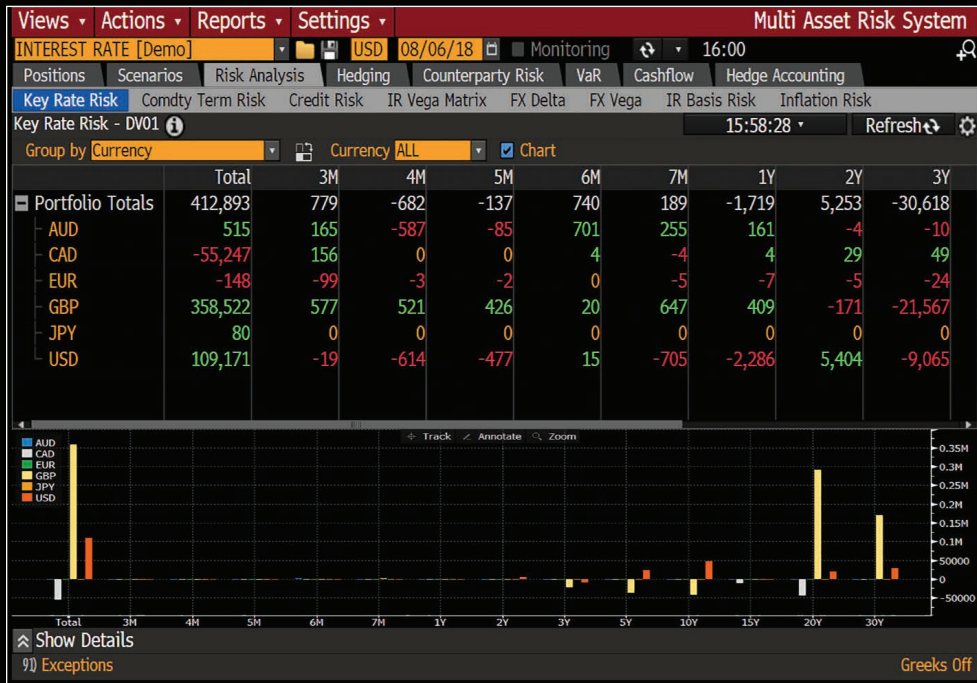 Views Actions Reports Settings Multi Asset Risk System
INTEREST RATE [Demo] USD 08/06/18 Monitoring 16:00
Positions Scenarios Risk Analysis Hedging Counterparty Risk VaR Cashflow Hedge Accounting
Key Rate Risk Comdty Term Risk Credit Risk IR Vega Matrix FX Delta FX Vega IR Basis Risk Inflation Risk
Key Rate Risk - DV01 15:58:28 Refresh
Group by Currency Currency ALL Chart
Total 3M 4M 5M 6M 7M 1Y 2Y 3Y
Portfolio Totals 412,893 779 -682 -137 740 189 -1,719 5,253 -30,618
AUD 515 165 -587 -85 701 255 161 -4 -10
CAD -55,247 156 0 0 4 -4 4 29 49
EUR -148 -99 -3 -2 0 -5 -7 -5 -24
GBP 358,522 577 521 426 20 647 409 -171 -21,567
JPY 80 0 0 0 0 0 0 0 0
USD 109,171 -19 -614 -477 15 -705 -2,286 5,404 -9,065
Track Annotate Zoom
AUD
CAD
EUR
GBP
JPY
USD
0.35M
0.3M
0.25M
0.2M
0.15M
0.1M
50000
0
-50000
Total 3M 4M 5M 6M 7M 1Y 2Y 3Y 5Y 10Y 15Y 20Y 30Y
Show Details
91) Exceptions Greeks Off